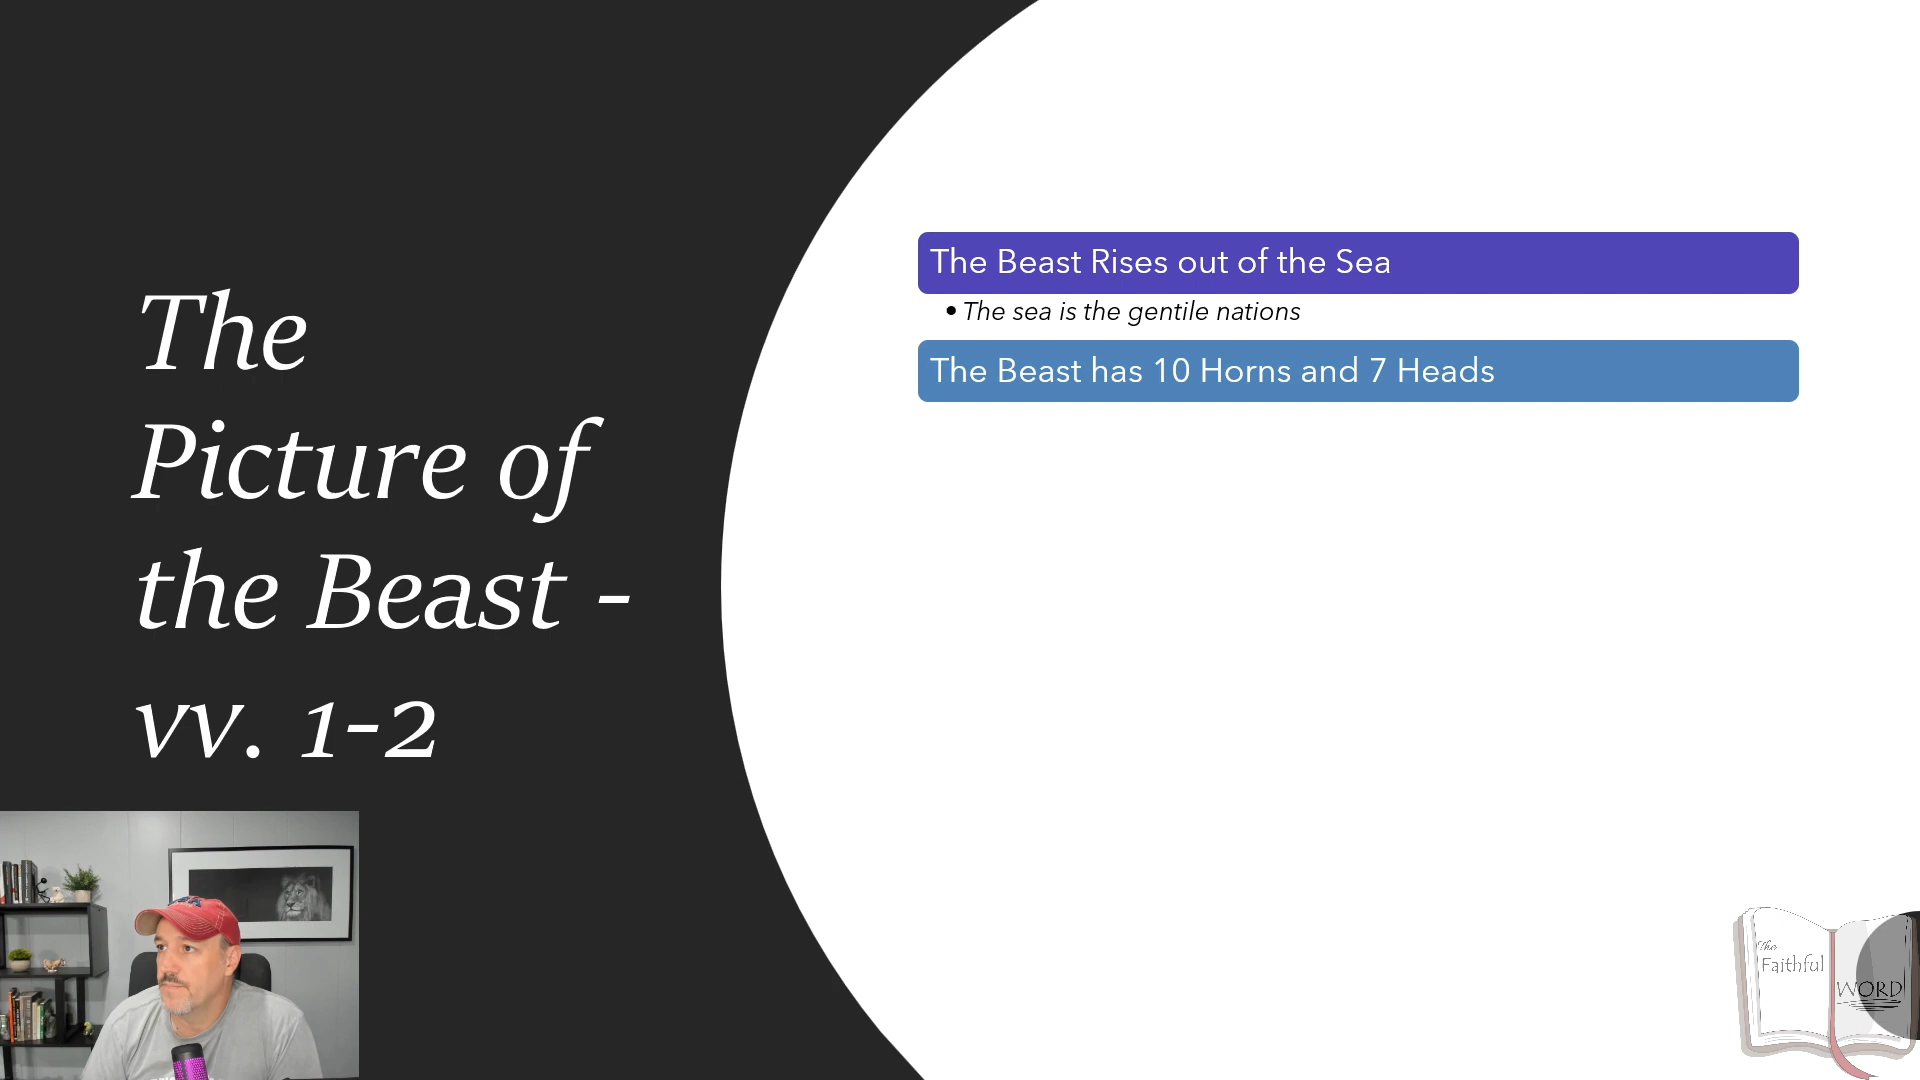 The
Picture of
the Beast -
vv. 1-2
The Beast Rises out of the Sea
• The sea is the gentile nations
The Beast has 10 Horns and 7 Heads
The
Faithful
WORD